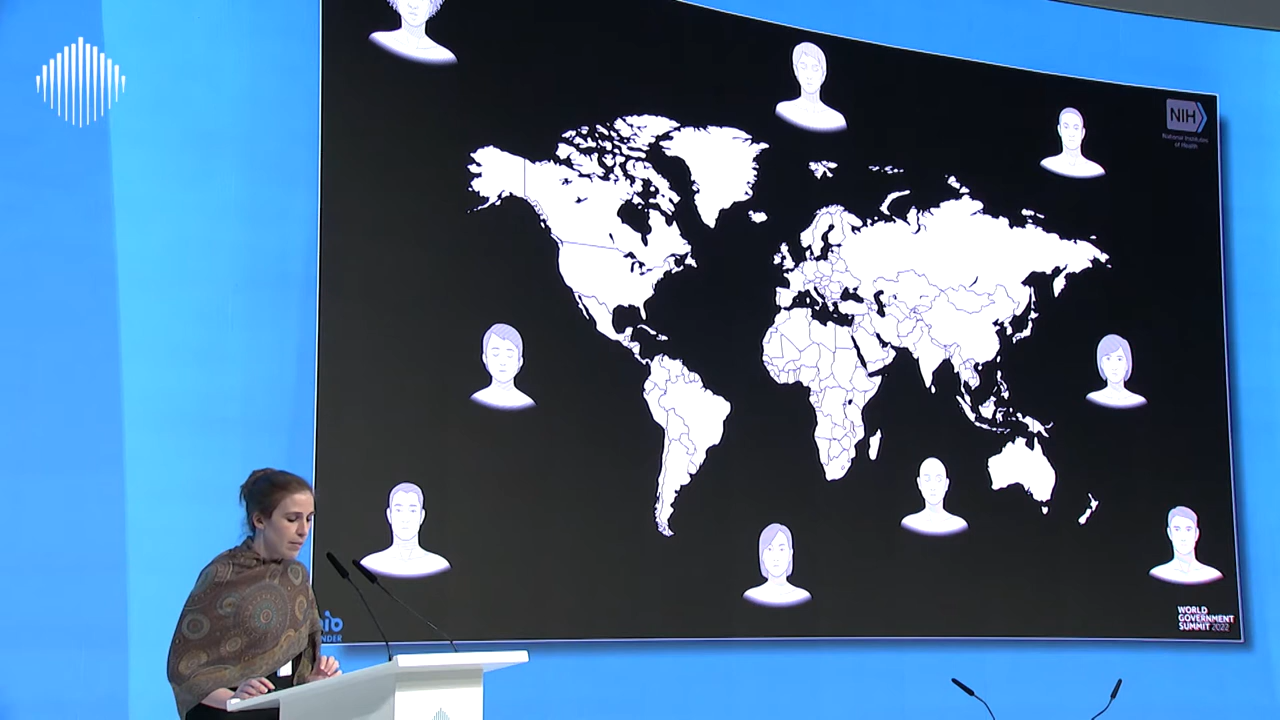 NIH
National Institutes
of Health
WORLD
GOVERNMENT
SUMMIT 2022